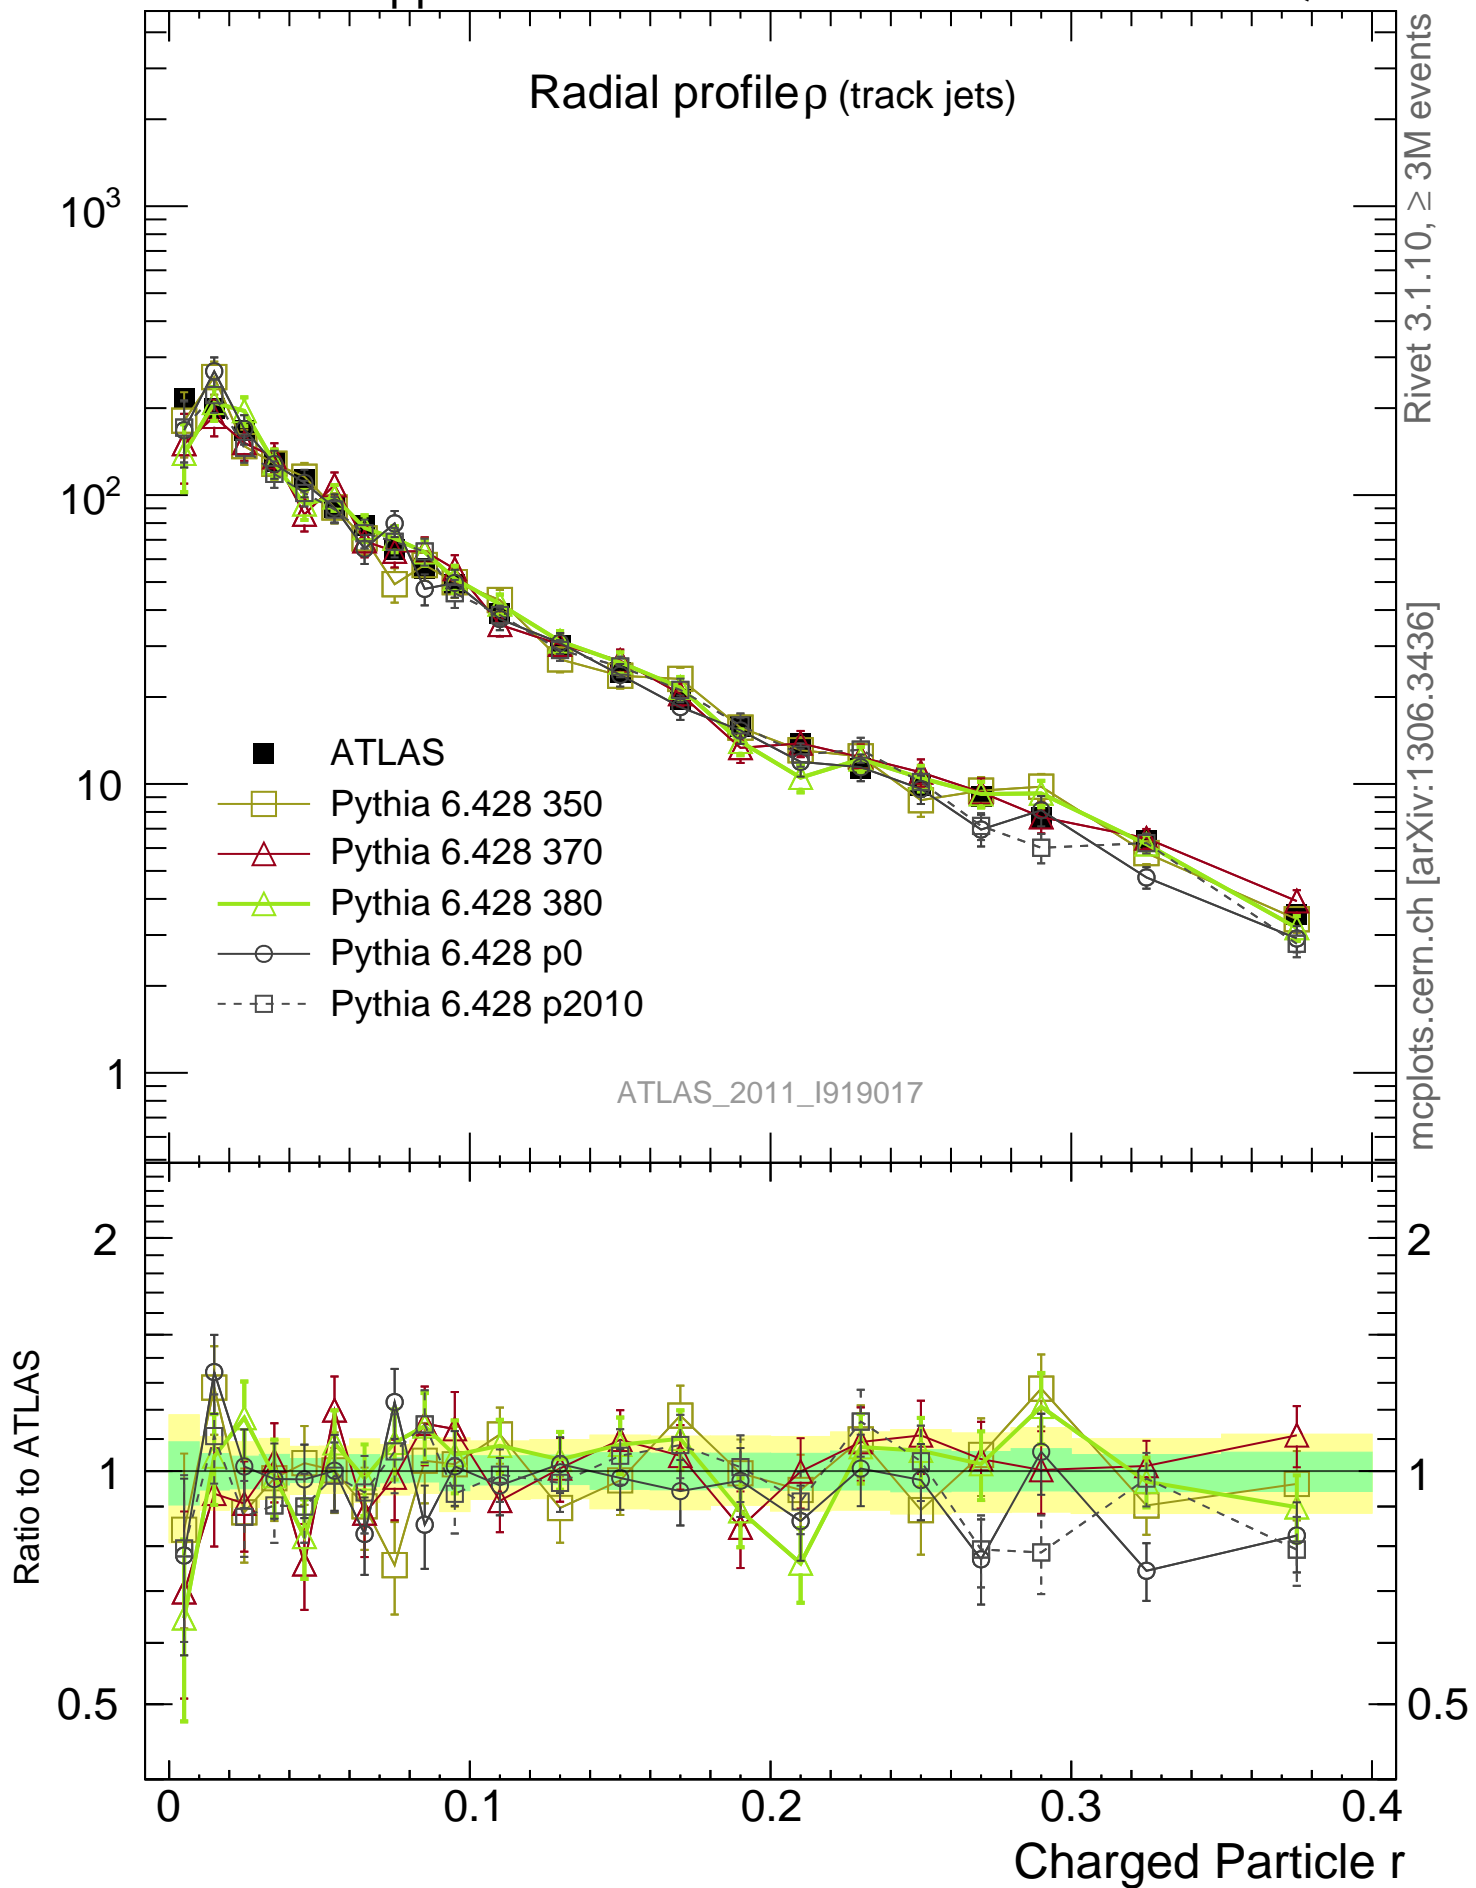 pp
Radial profile ρ (track jets)
10³
10²
10
1
ATLAS
Pythia 6.428 350
Pythia 6.428 370
Pythia 6.428 380
Pythia 6.428 p0
Pythia 6.428 p2010
ATLAS_2011_I919017
Rivet 3.1.10, ≥ 3M events
mcplots.cern.ch [arXiv:1306.3436]
Ratio to ATLAS
2
1
0.5
2
1
0.5
0 0.1 0.2 0.3 0.4
Charged Particle r